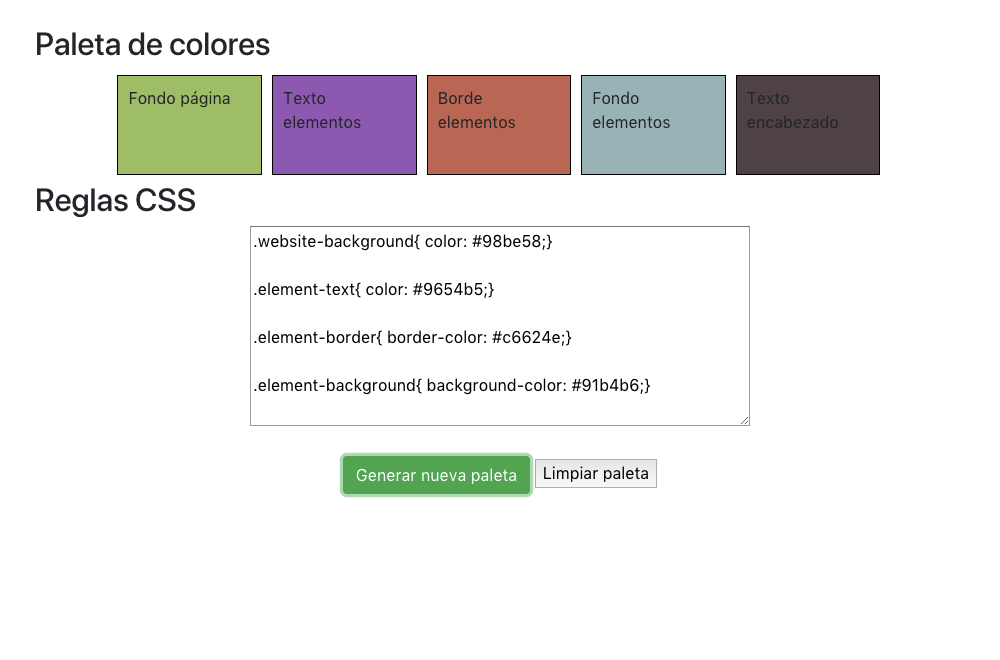 Paleta de colores
Fondo página
Texto
elementos
Borde
elementos
Fondo
elementos
Texto
encabezado
Reglas CSS
.website-background{ color: #98be58;}
.element-text{ color: #9654b5;}
.element-border{ border-color: #c6624e;}
.element-background{ background-color: #91b4b6;}
Generar nueva paleta
Limpiar paleta